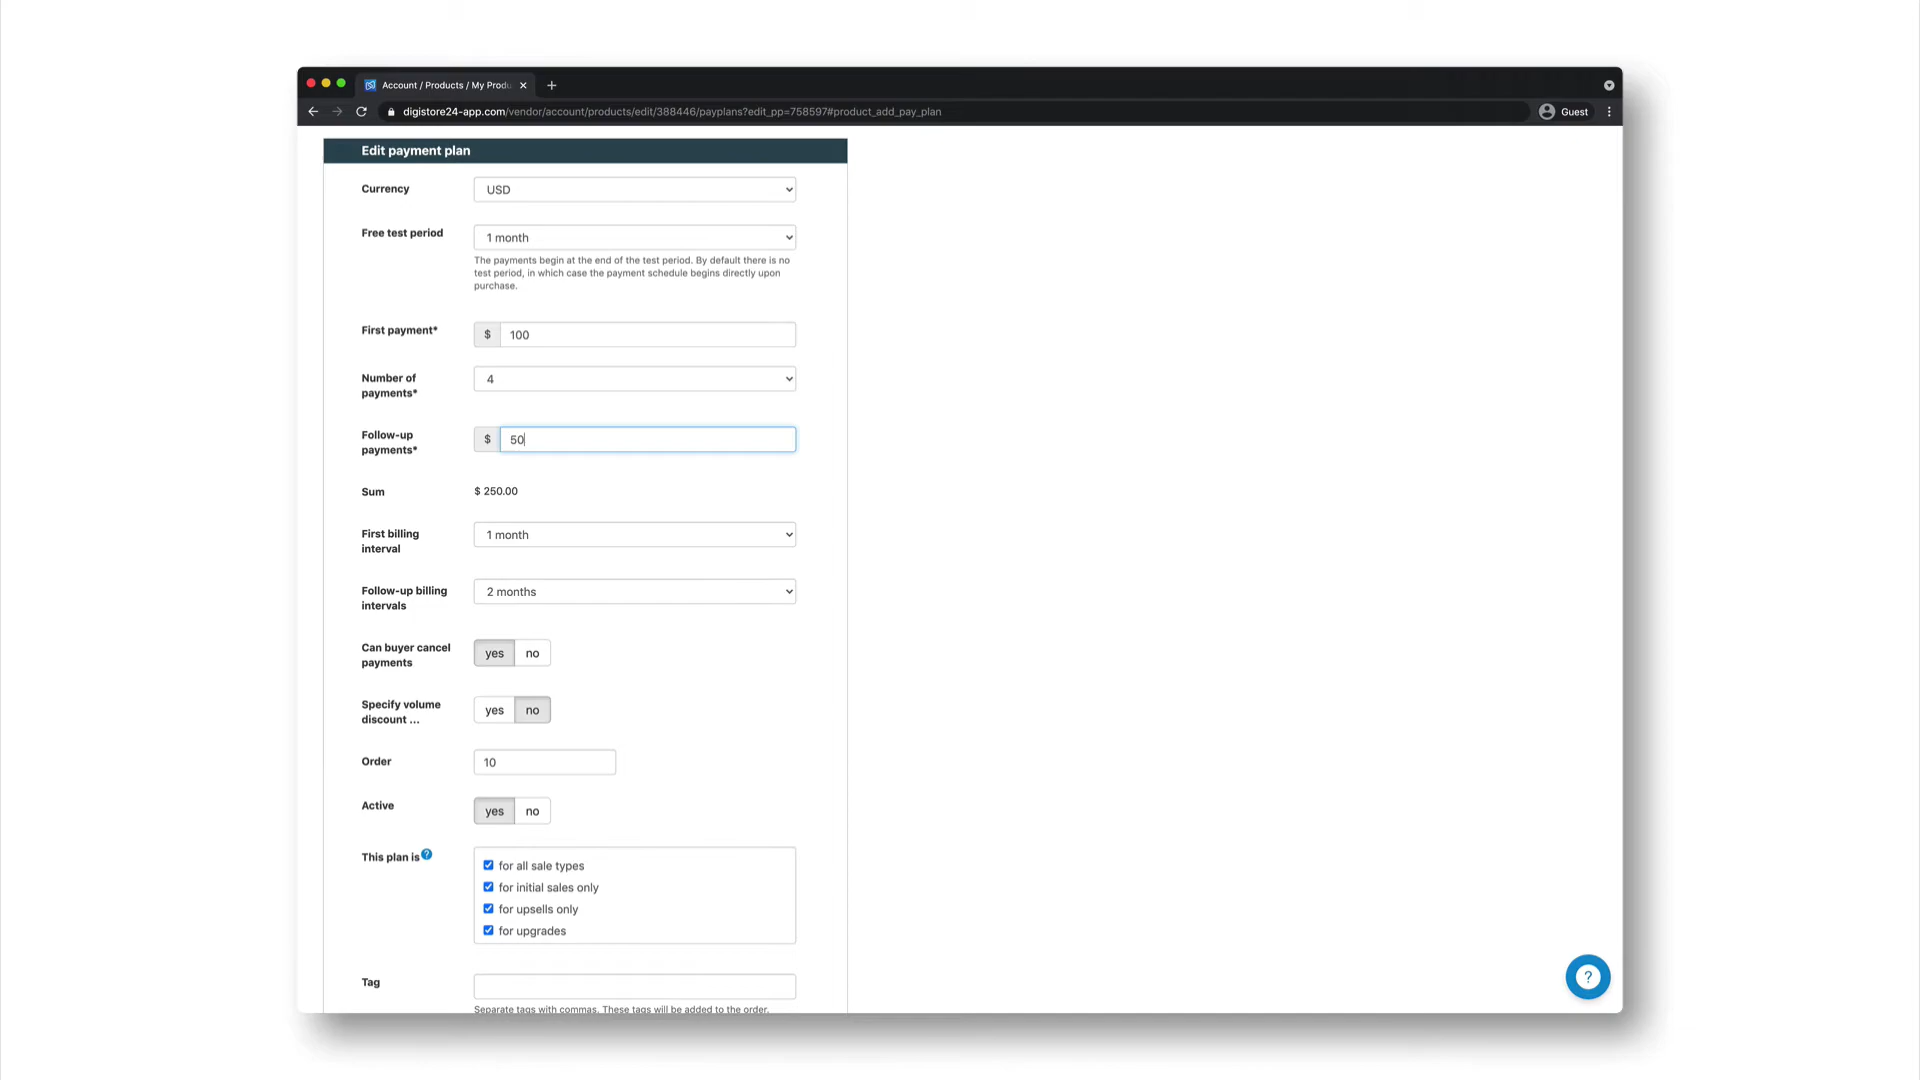 Account / Products / My Produ
digistore24-app.com/vendor/account/products/edit/388446/payplans?edit_pp=758597#product_add_pay_plan
Guest
Edit payment plan
Currency
USD
Free test period
1 month
The payments begin at the end of the test period. By default there is no
test period, in which case the payment schedule begins directly upon
purchase.
First payment*
$ 100
Number of
payments*
4
Follow-up
payments*
$ 50
Sum
$ 250.00
First billing
interval
1 month
Follow-up billing
intervals
2 months
Can buyer cancel
payments
yes no
Specify volume
discount ...
yes no
Order
10
Active
yes no
This plan is ?
for all sale types
for initial sales only
for upsells only
for upgrades
Tag
Separate tags with commas. These tags will be added to the order.
?